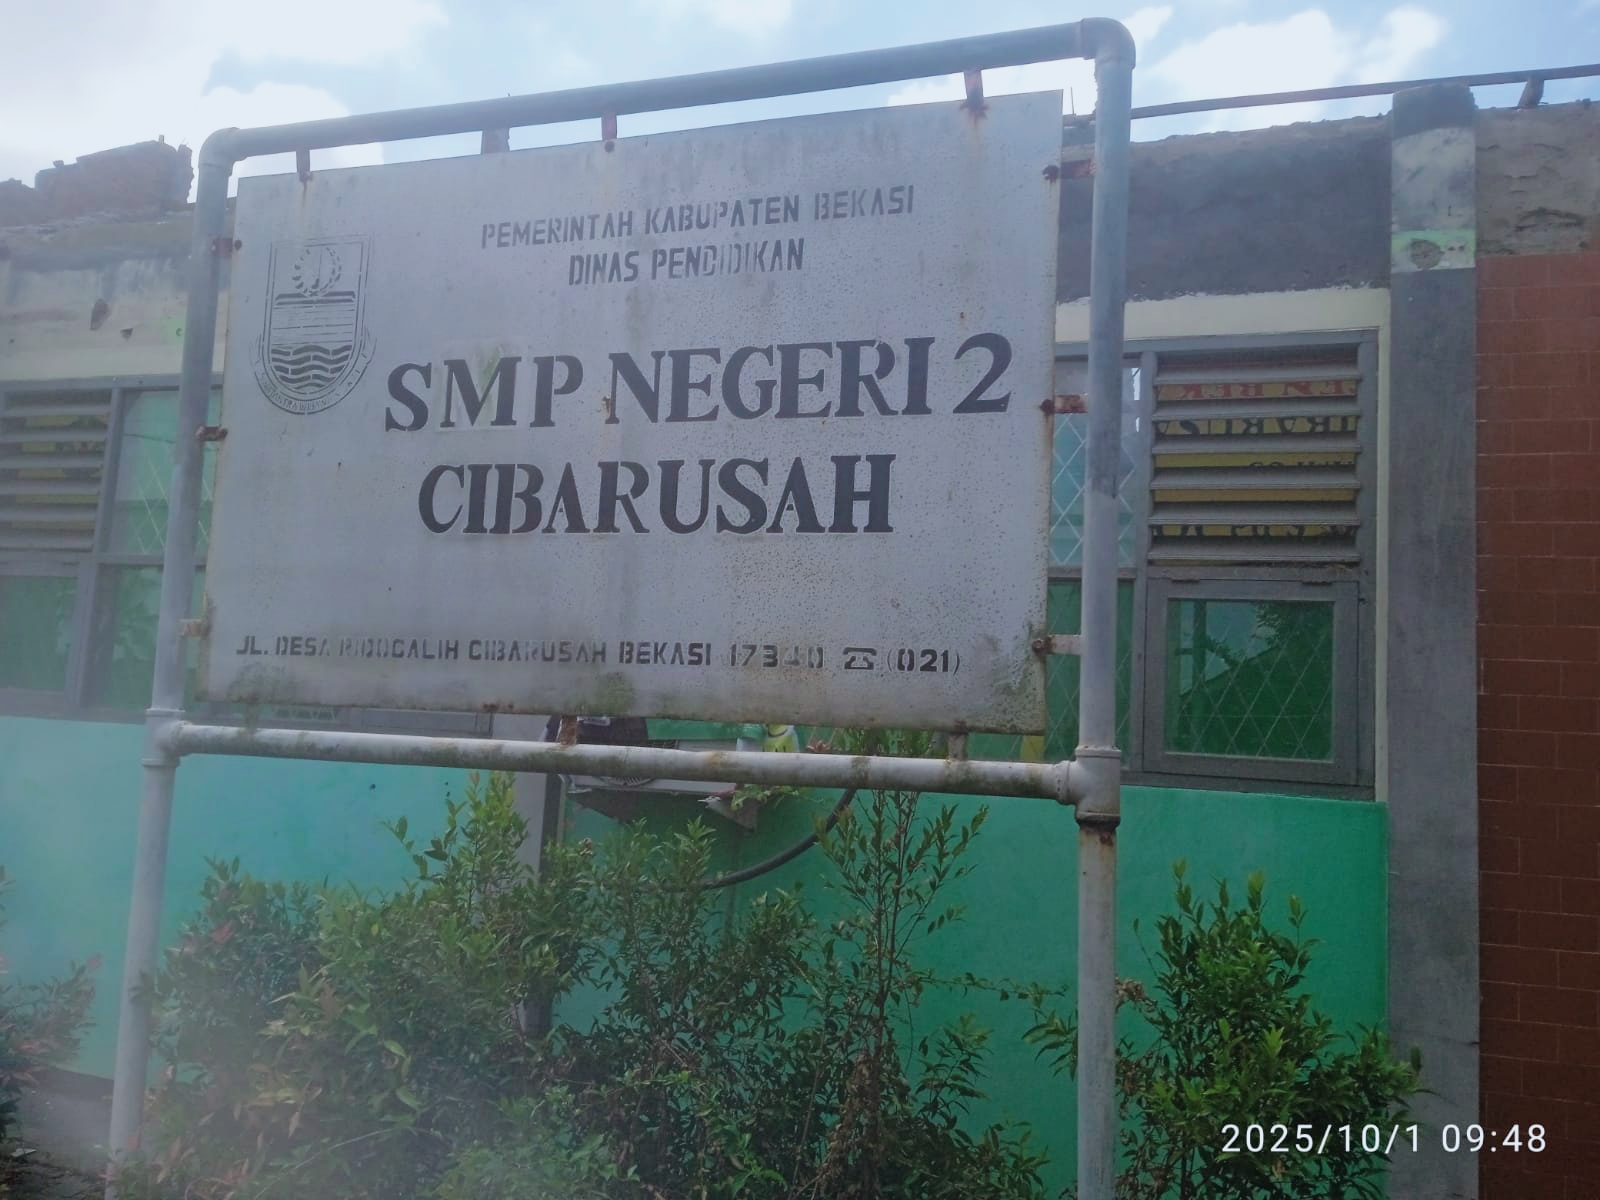 PEMERINTAH KABUPATEN BEKASI
DINAS PENDIDIKAN
SMP NEGERI 2
CIBARUSAH
JL. DESA RIDOGALIH CIBARUSAH BEKASI 17340 ☎ (021)
2025/10/1 09:48